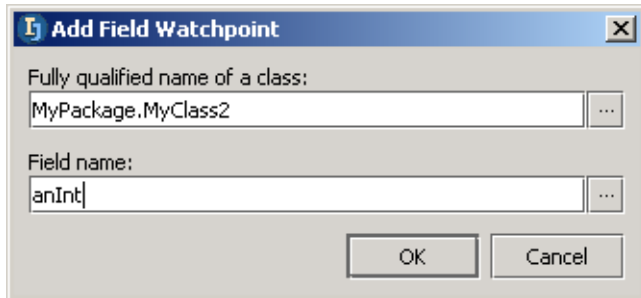 Add Field Watchpoint
Fully qualified name of a class:
MyPackage.MyClass2
...
Field name:
anInt
...
OK
Cancel